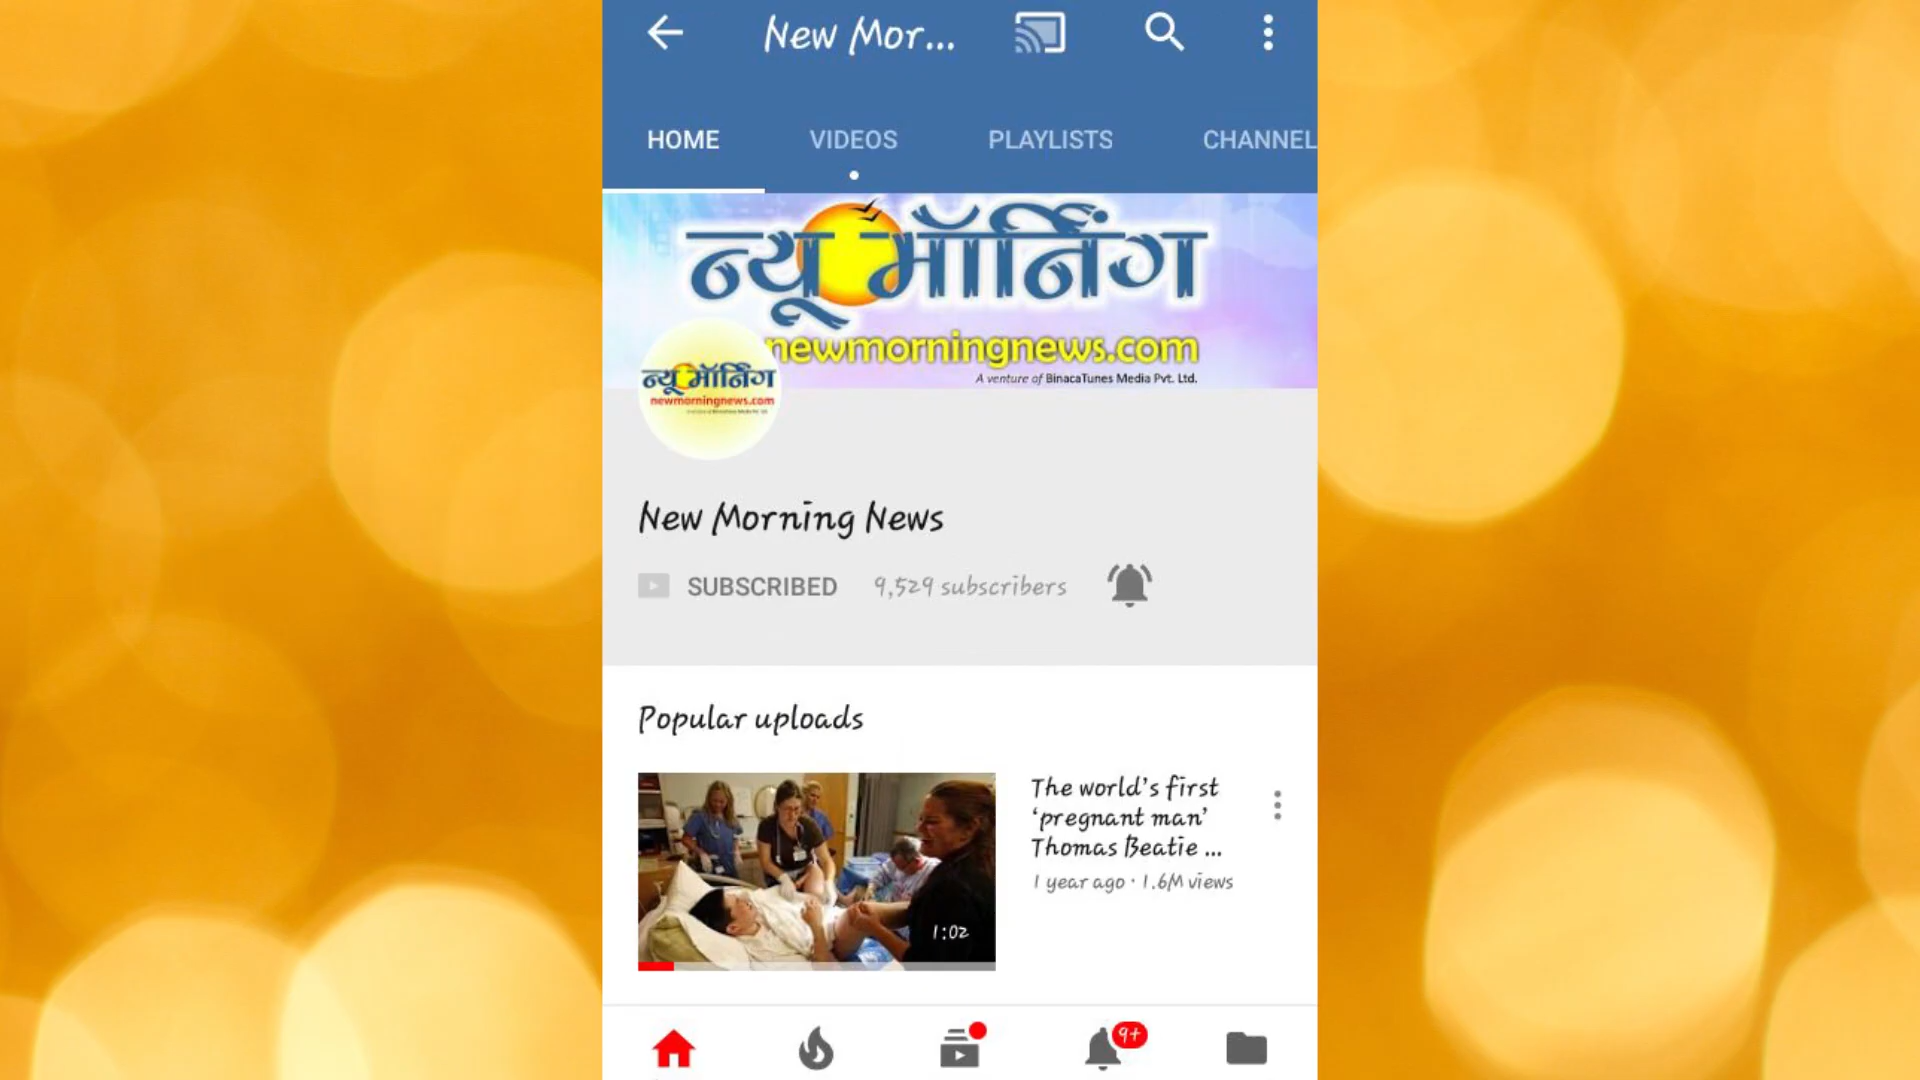 New Mor...
HOME VIDEOS PLAYLISTS CHANNEL
न्यू मॉर्निंग
newmorningnews.com
A venture of BinacaTunes Media Pvt. Ltd.
न्यू मॉर्निंग
newmorningnews.com
New Morning News
SUBSCRIBED 9,529 subscribers
Popular uploads
The world's first
'pregnant man'
Thomas Beatie ...
1 year ago · 1.6M views
1:02
9+